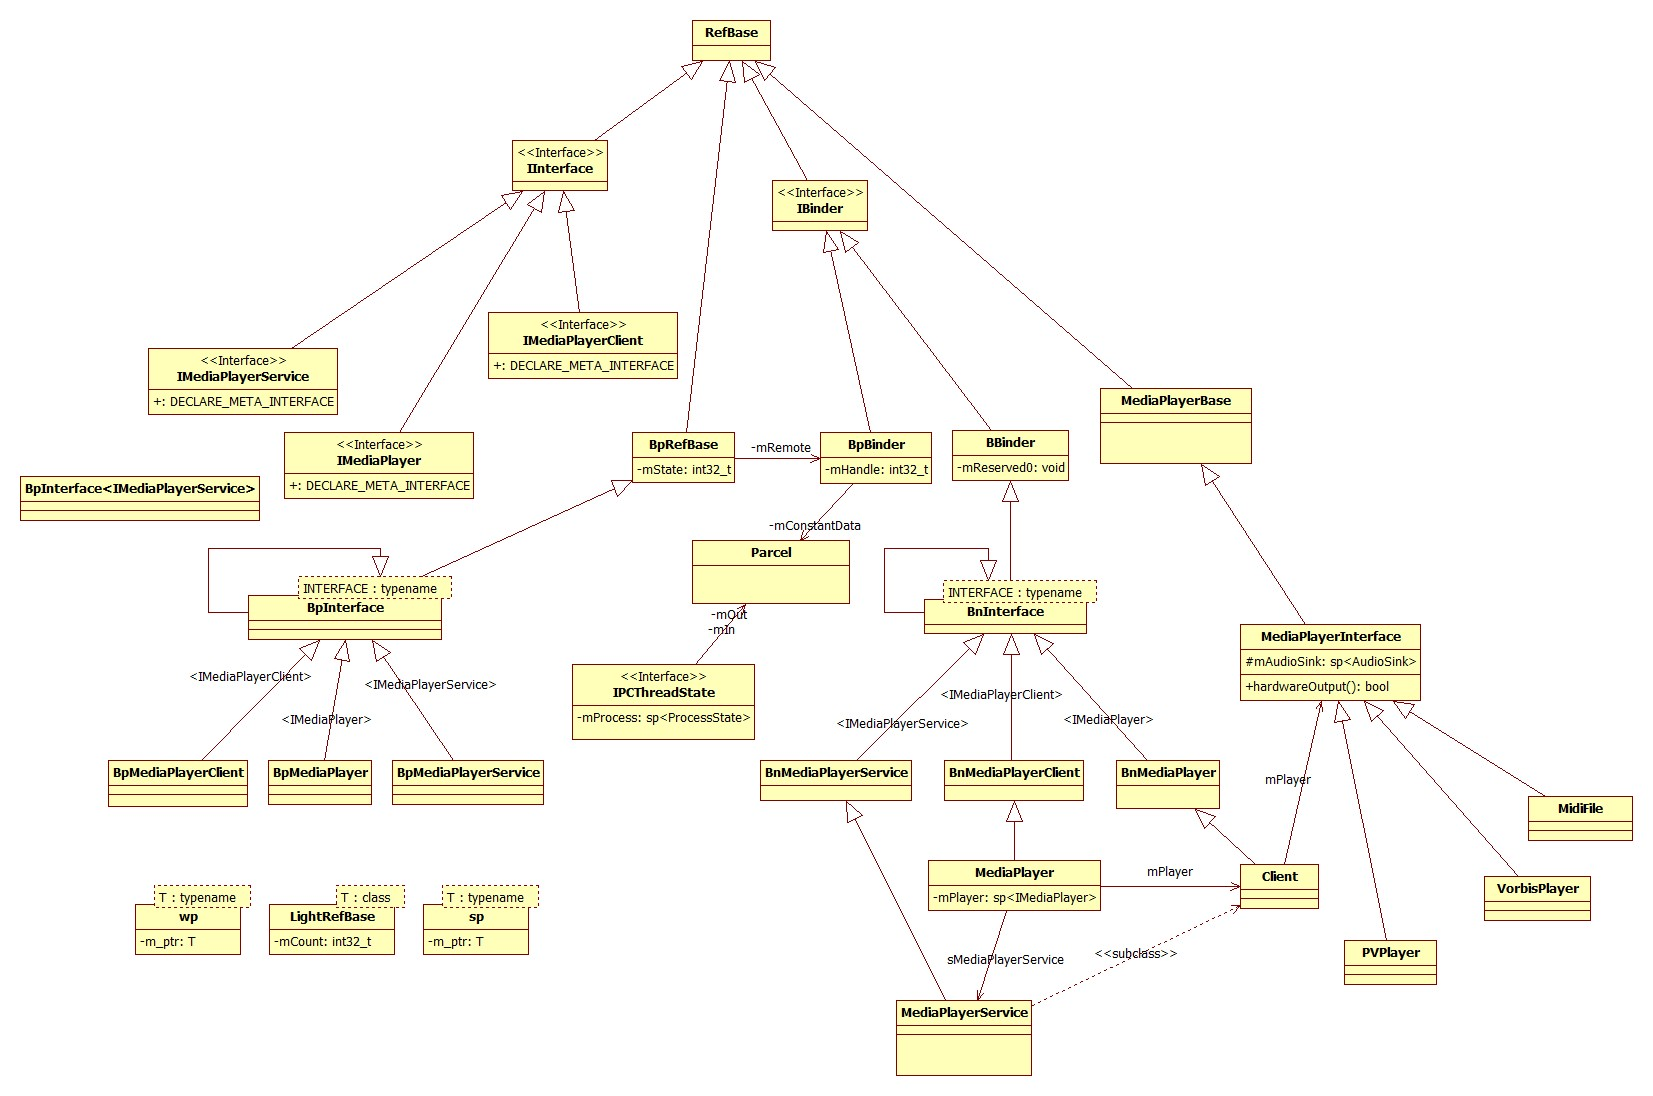 RefBase
<<Interface>>
IInterface
<<Interface>>
IBinder
<<Interface>>
IMediaPlayerClient
+: DECLARE_META_INTERFACE
<<Interface>>
IMediaPlayerService
+: DECLARE_META_INTERFACE
MediaPlayerBase
<<Interface>>
IMediaPlayer
+: DECLARE_META_INTERFACE
BpRefBase
-mState: int32_t
-mRemote
BpBinder
-mHandle: int32_t
BBinder
-mReserved0: void
BpInterface<IMediaPlayerService>
-mConstantData
Parcel
INTERFACE : typename
BpInterface
INTERFACE : typename
BnInterface
-mOut
-mIn
MediaPlayerInterface
#mAudioSink: sp<AudioSink>
+hardwareOutput(): bool
<IMediaPlayerClient>
<IMediaPlayerService>
<IMediaPlayer>
<<Interface>>
IPCThreadState
-mProcess: sp<ProcessState>
<IMediaPlayerClient>
<IMediaPlayerService>
<IMediaPlayer>
BpMediaPlayerClient
BpMediaPlayer
BpMediaPlayerService
BnMediaPlayerService
BnMediaPlayerClient
BnMediaPlayer
mPlayer
MidiFile
MediaPlayer
-mPlayer: sp<IMediaPlayer>
mPlayer
Client
VorbisPlayer
T : typename
wp
-m_ptr: T
T : class
LightRefBase
-mCount: int32_t
T : typename
sp
-m_ptr: T
sMediaPlayerService
<<subclass>>
PVPlayer
MediaPlayerService